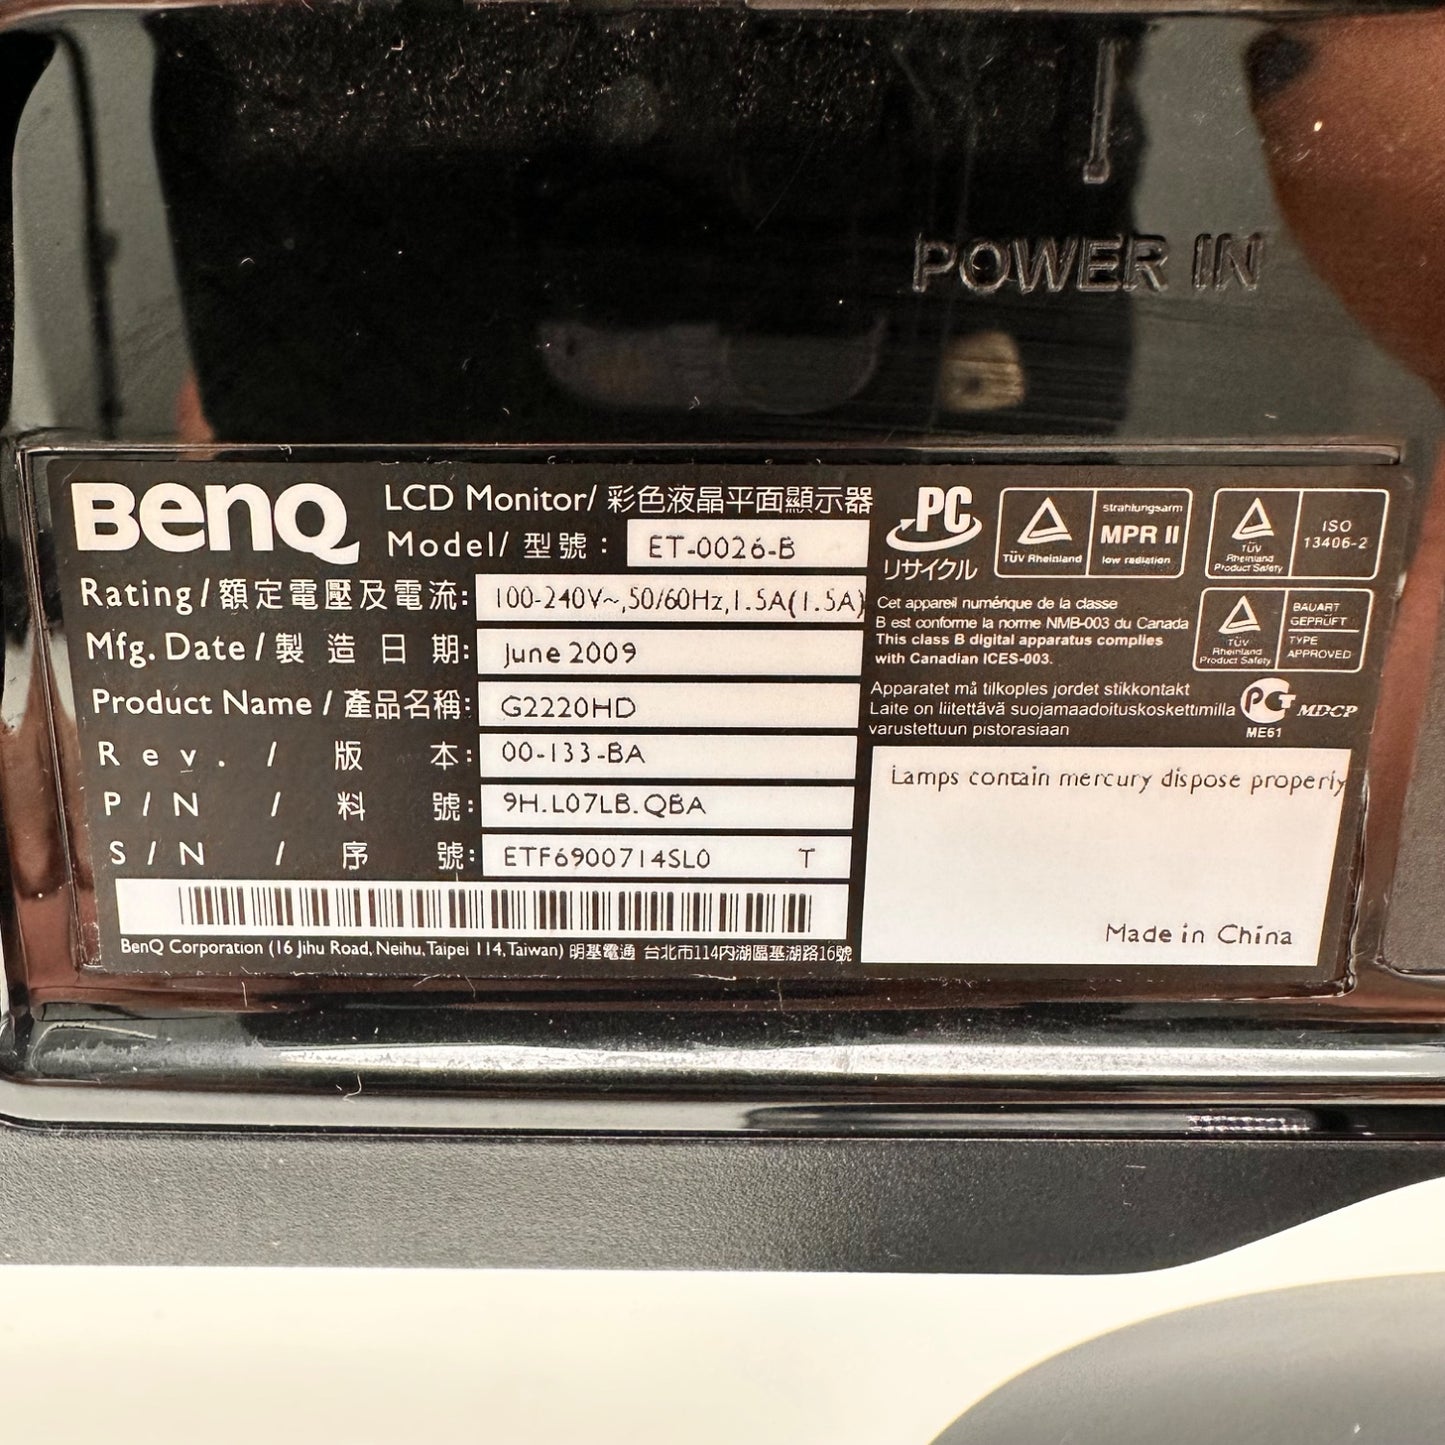 POWER IN
BenQ
LCD Monitor/ 彩色液晶平面顯示器
Model/ 型號: ET-0026-B
Rating/額定電壓及電流: 100-240V~,50/60Hz,1.5A(1.5A)
Mfg. Date/製造日期: June 2009
Product Name / 產品名稱: G2220HD
Rev. / 版本: 00-133-BA
P/N / 料號: 9H.L07LB.QBA
S/N / 序號: ETF6900714SL0 T
BenQ Corporation (16 Jihu Road, Neihu, Taipei 114, Taiwan) 明基電通 台北市114內湖區基湖路16號
PC
リサイクル
TÜV Rheinland
Strahlungsarm
MPR II
low radiation
TÜV
Rheinland
Product Safety
ISO
13406-2
Cet appareil numérique de la classe
B est conforme la norme NMB-003 du Canada
This class B digital apparatus complies
with Canadian ICES-003.
TÜV
Rheinland
Product Safety
BAUART
GEPRÜFT
TYPE
APPROVED
Apparatet må tilkoples jordet stikkontakt
Laite on liitettävä suojamaadoituskoskettimilla
varustettuun pistorasiaan
PCT MDCP
ME61
Lamps contain mercury dispose properly
Made in China